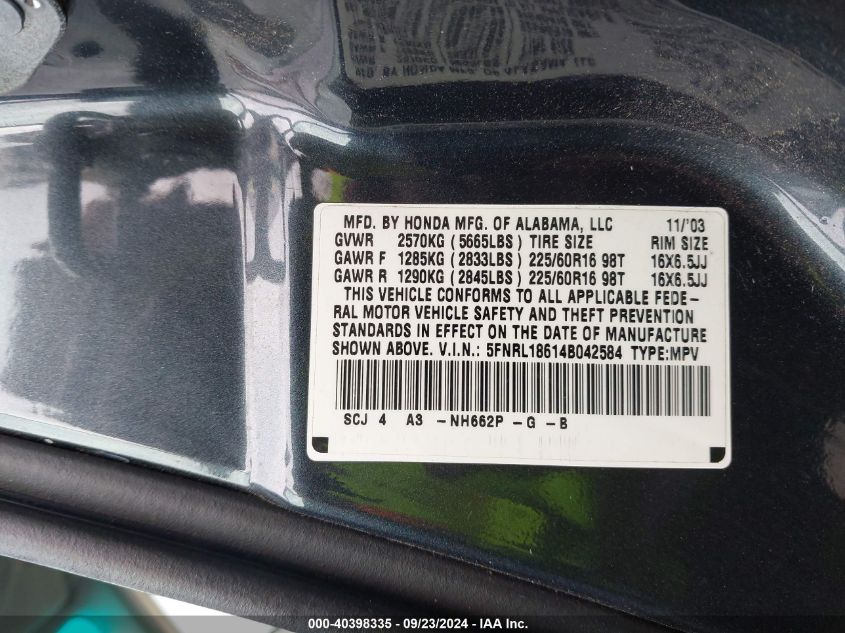 MFD. BY HONDA MFG. OF ALABAMA, LLC 11/'03
GVWR 2570KG ( 5665LBS ) TIRE SIZE RIM SIZE
GAWR F 1285KG ( 2833LBS ) 225/60R16 98T 16X6.5JJ
GAWR R 1290KG ( 2845LBS ) 225/60R16 98T 16X6.5JJ
THIS VEHICLE CONFORMS TO ALL APPLICABLE FEDE-
RAL MOTOR VEHICLE SAFETY AND THEFT PREVENTION
STANDARDS IN EFFECT ON THE DATE OF MANUFACTURE
SHOWN ABOVE. V.I.N.: 5FNRL18614B042584 TYPE:MPV
SCJ 4 A3 -NH662P -G -B
000-40398335 - 09/23/2024 - IAA Inc.